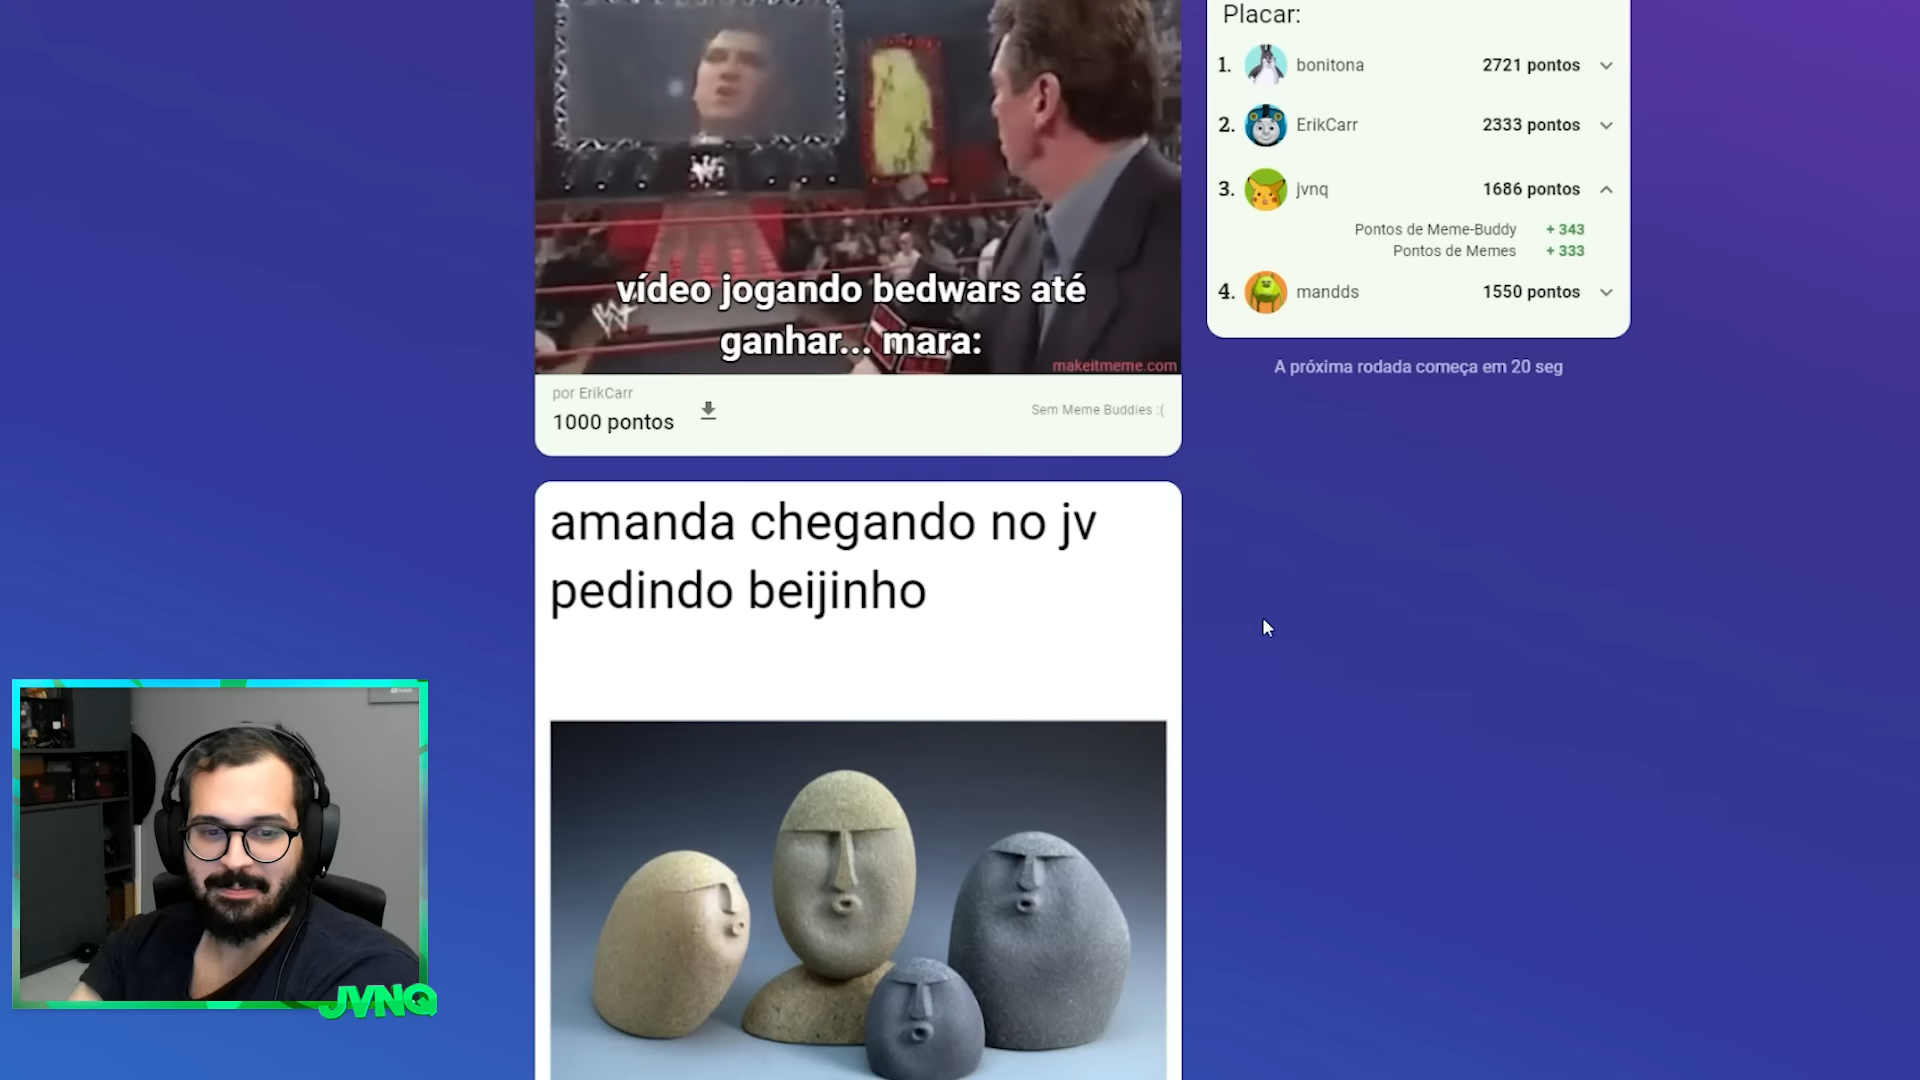 vídeo jogando bedwars até
ganhar... mara:
makeitmeme.com
por ErikCarr
1000 pontos
Sem Meme Buddies :(
amanda chegando no jv
pedindo beijinho
Placar:
1. bonitona 2721 pontos
2. ErikCarr 2333 pontos
3. jvnq 1686 pontos
Pontos de Meme-Buddy + 343
Pontos de Memes + 333
4. mandds 1550 pontos
A próxima rodada começa em 20 seg
JVNQ